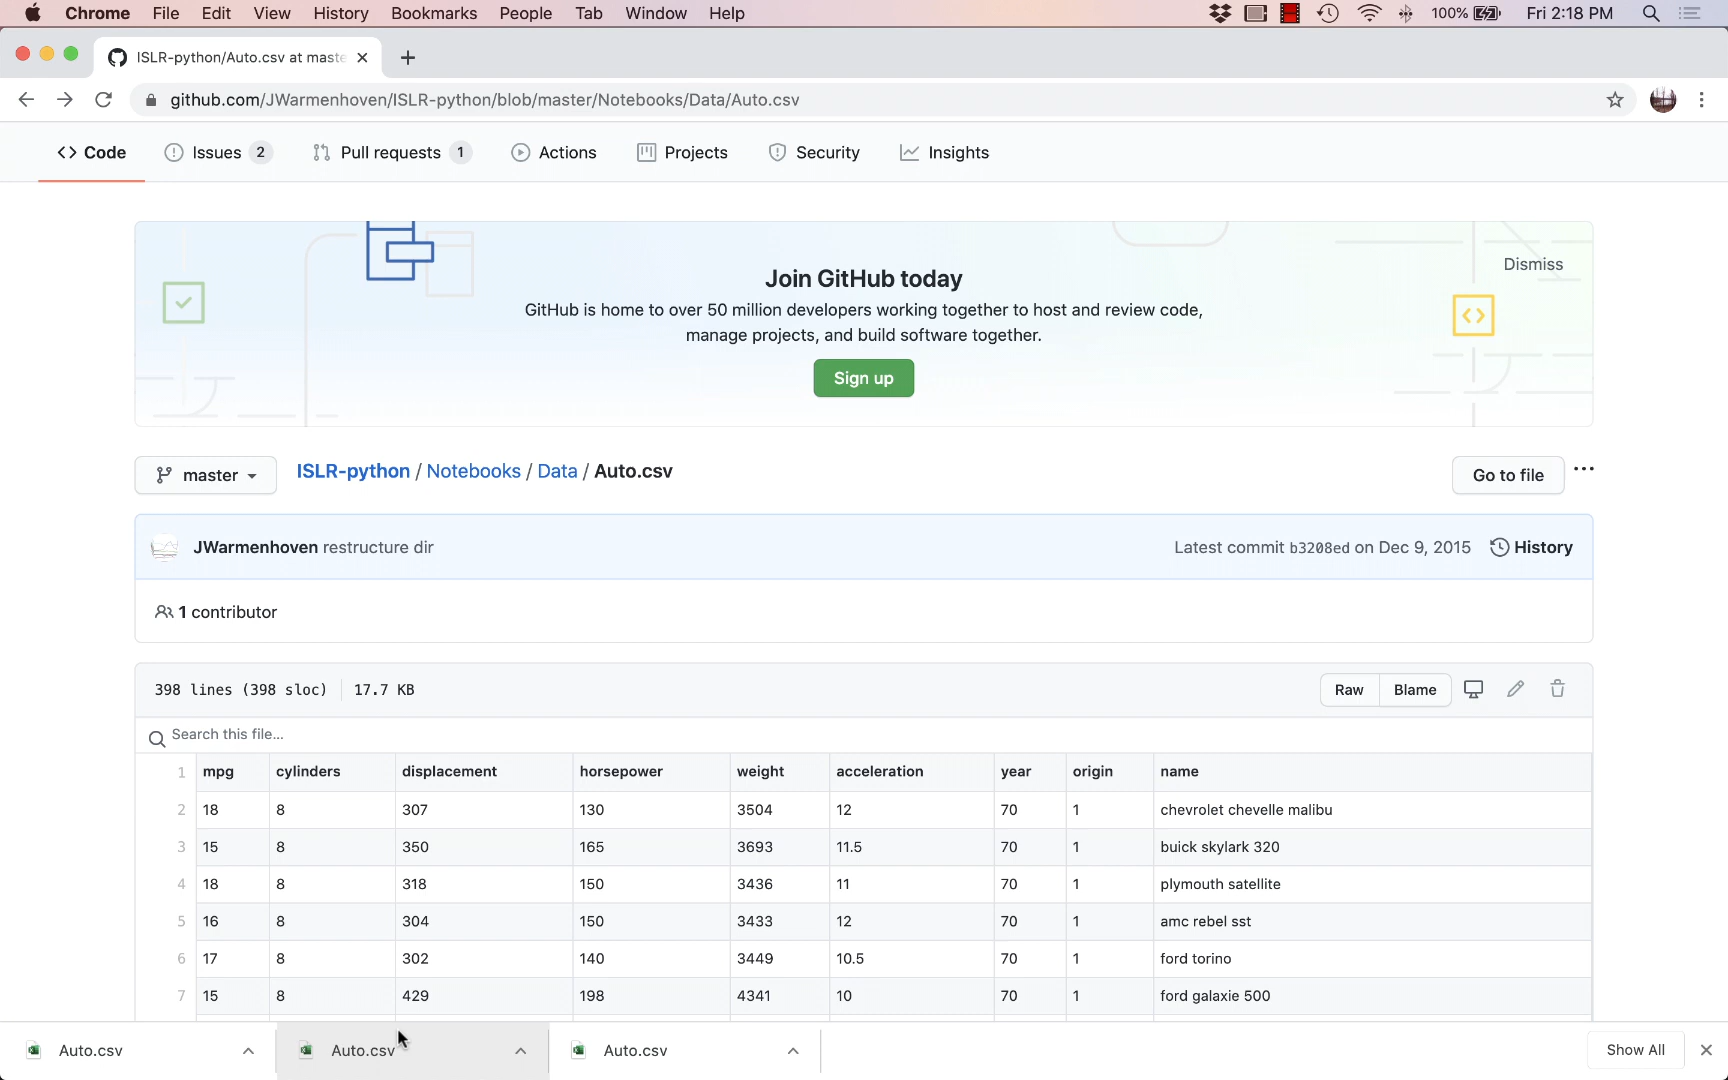 Chrome File Edit View History Bookmarks People Tab Window Help 100% Fri 2:18 PM
ISLR-python/Auto.csv at maste
github.com/JWarmenhoven/ISLR-python/blob/master/Notebooks/Data/Auto.csv
Code Issues 2 Pull requests 1 Actions Projects Security Insights
Dismiss
Join GitHub today
GitHub is home to over 50 million developers working together to host and review code,
manage projects, and build software together.
Sign up
master ISLR-python / Notebooks / Data / Auto.csv Go to file
JWarmenhoven restructure dir Latest commit b3208ed on Dec 9, 2015 History
1 contributor
398 lines (398 sloc) 17.7 KB Raw Blame
Search this file...
1 mpg cylinders displacement horsepower weight acceleration year origin name
2 18 8 307 130 3504 12 70 1 chevrolet chevelle malibu
3 15 8 350 165 3693 11.5 70 1 buick skylark 320
4 18 8 318 150 3436 11 70 1 plymouth satellite
5 16 8 304 150 3433 12 70 1 amc rebel sst
6 17 8 302 140 3449 10.5 70 1 ford torino
7 15 8 429 198 4341 10 70 1 ford galaxie 500
Auto.csv Auto.csv Auto.csv Show All